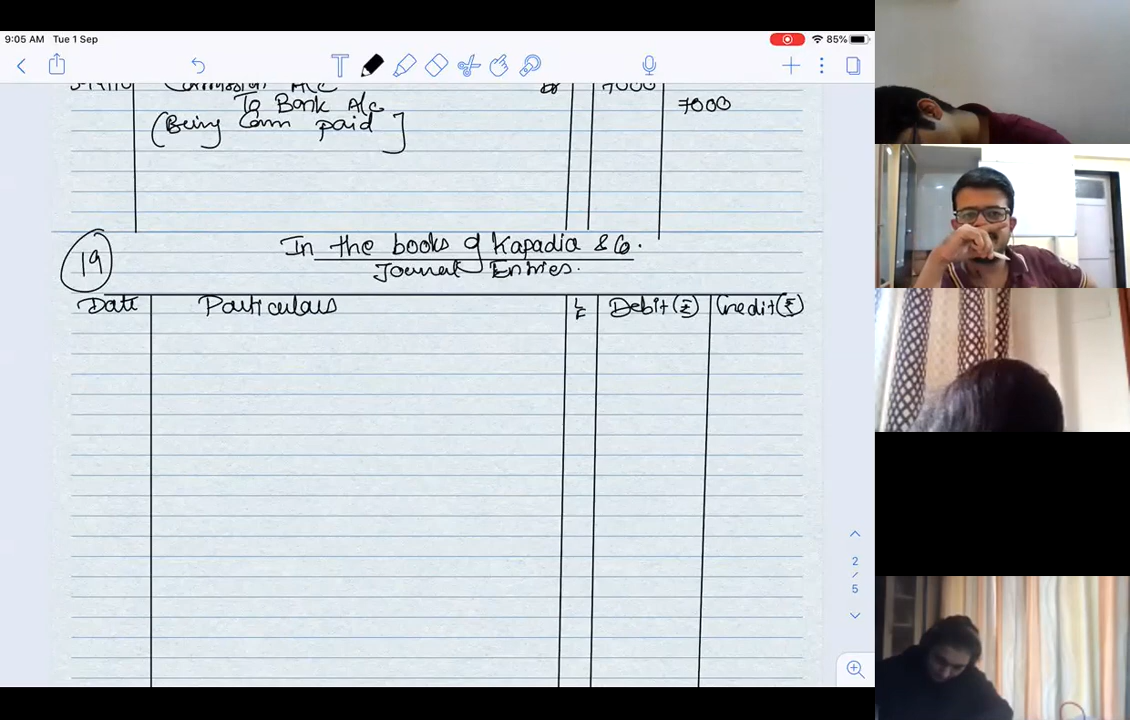 9:05 AM Tue 1 Sep
85%
A/C 7000
To Bank A/c 7000
(Being Comm paid]
19
In the books of Kapadia & Co.
Journal Entries.
Date Particulars L F Debit (₹) Credit (₹)
2
/
5